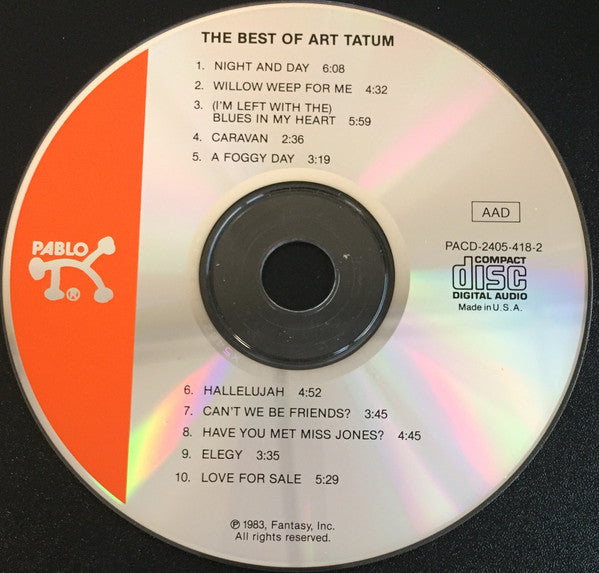 THE BEST OF ART TATUM
1. NIGHT AND DAY 6:08
2. WILLOW WEEP FOR ME 4:32
3. (I'M LEFT WITH THE)
BLUES IN MY HEART 5:59
4. CARAVAN 2:36
5. A FOGGY DAY 3:19
AAD
PABLO
®
PACD-2405-418-2
COMPACT
disc
DIGITAL AUDIO
Made in U.S.A.
6. HALLELUJAH 4:52
7. CAN'T WE BE FRIENDS? 3:45
8. HAVE YOU MET MISS JONES? 4:45
9. ELEGY 3:35
10. LOVE FOR SALE 5:29
℗ 1983, Fantasy, Inc.
All rights reserved.